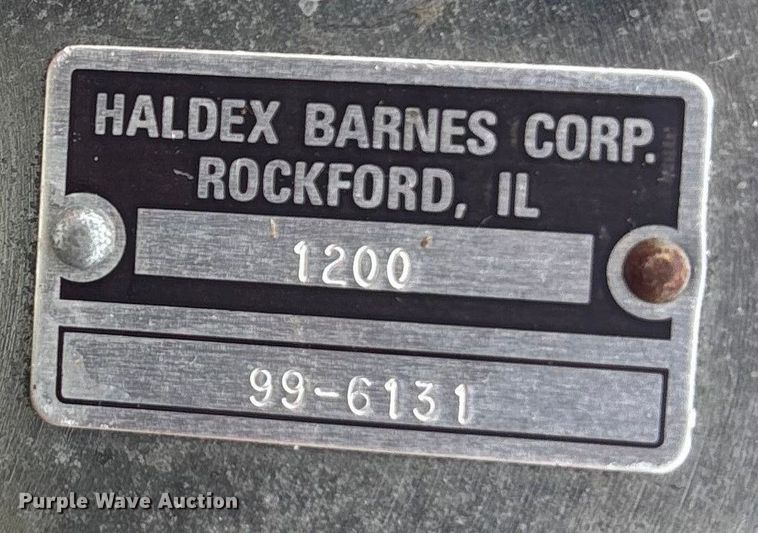 HALDEX BARNES CORP.
ROCKFORD, IL
1200
99-6131
Purple Wave Auction